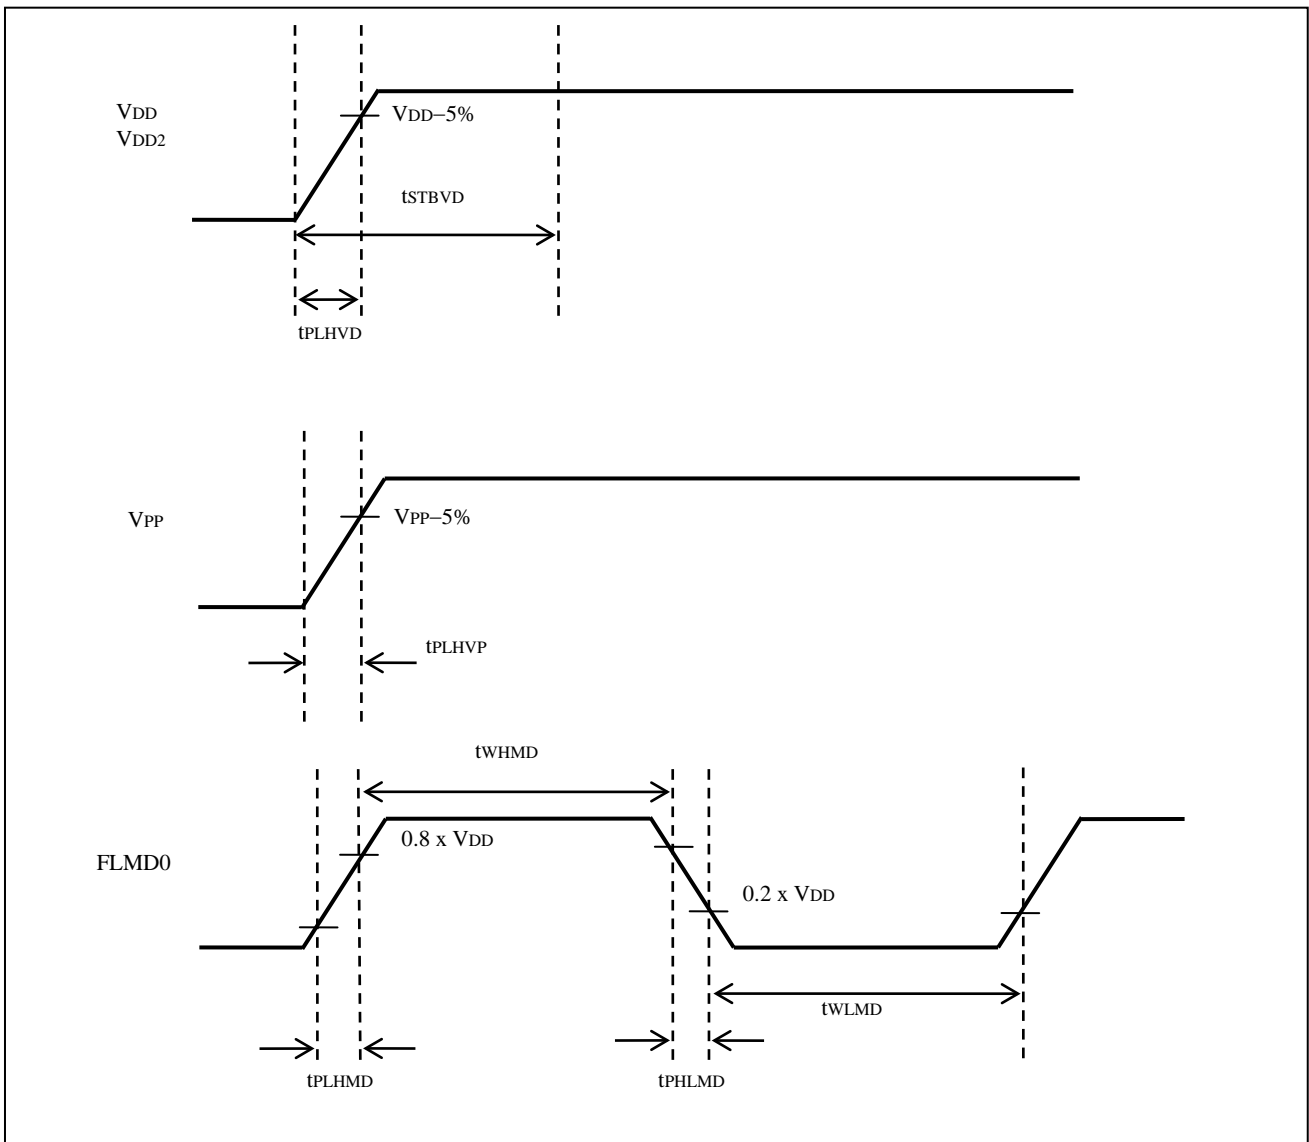 VDD
VDD2
VDD−5%
tSTBVD
tPLHVD
VPP
VPP−5%
tPLHVP
tWHMD
FLMD0
0.8 x VDD
0.2 x VDD
tWLMD
tPLHMD
tPHLMD